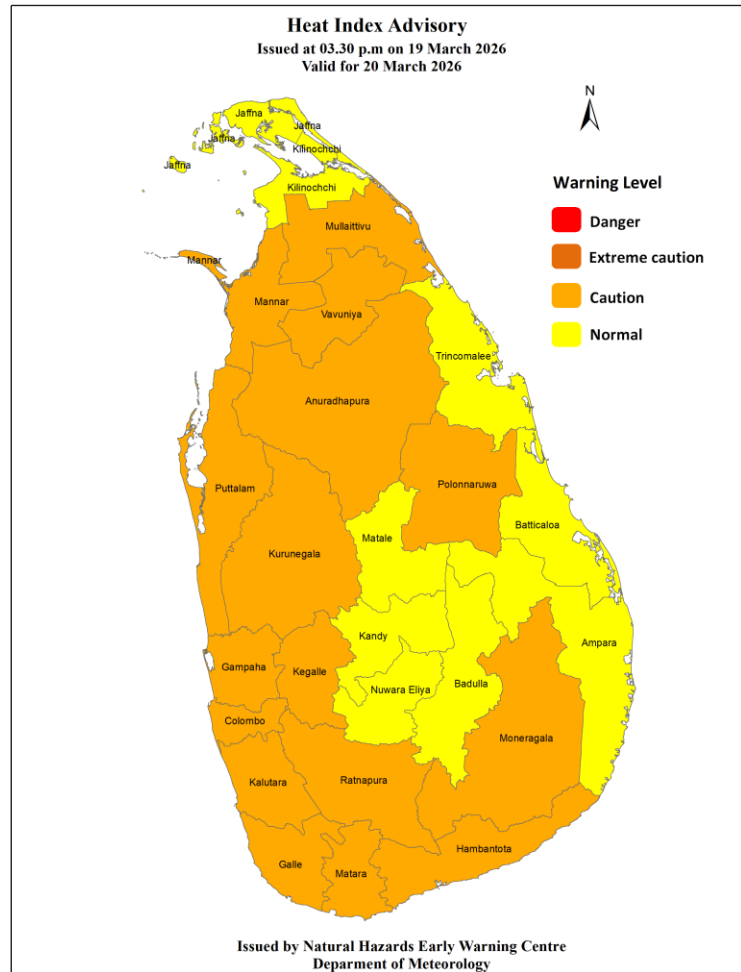 Heat Index Advisory
Issued at 03.30 p.m on 19 March 2026
Valid for 20 March 2026
N
Jaffna
Jaffna
Jaffna
Kilinochchi
Jaffna
Kilinochchi
Warning Level
Danger
Extreme caution
Caution
Normal
Mullaittivu
Mannar
Mannar
Vavuniya
Trincomalee
Anuradhapura
Polonnaruwa
Puttalam
Batticaloa
Matale
Kurunegala
Kandy
Ampara
Gampaha
Kegalle
Nuwara Eliya
Badulla
Colombo
Moneragala
Kalutara
Ratnapura
Hambantota
Galle
Matara
Issued by Natural Hazards Early Warning Centre
Deparment of Meteorology